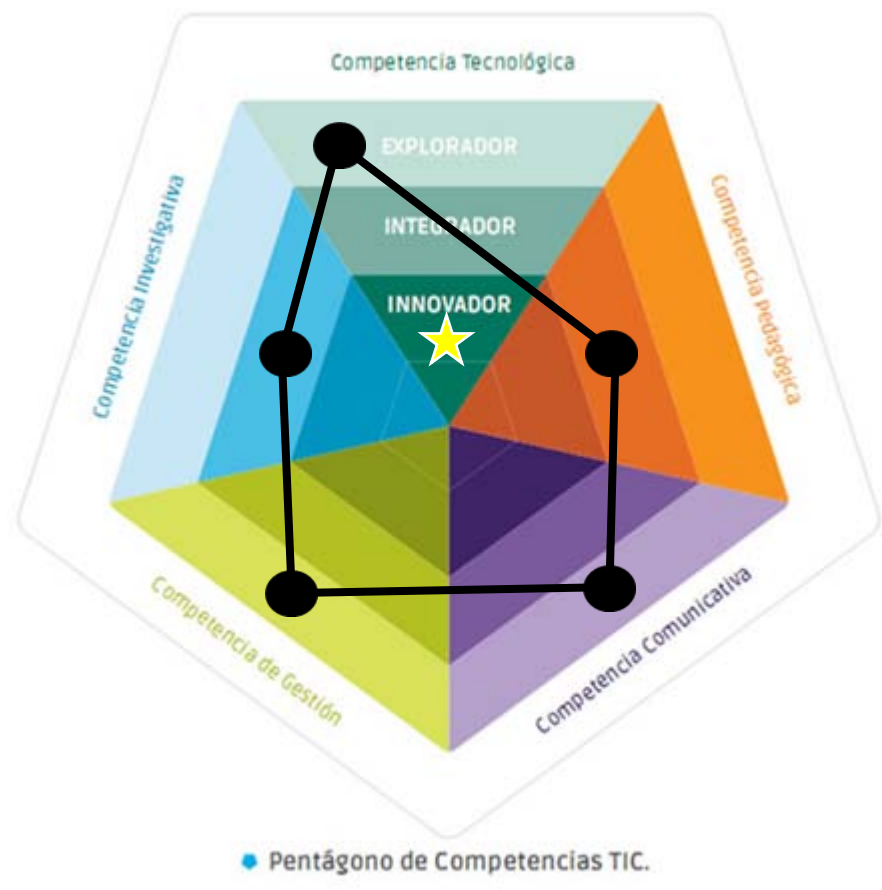 Competencia Tecnológica
EXPLORADOR
INTEGRADOR
INNOVADOR
Competencia Investigativa
Competencia Pedagógica
Competencia de Gestión
Competencia Comunicativa
Pentágono de Competencias TIC.